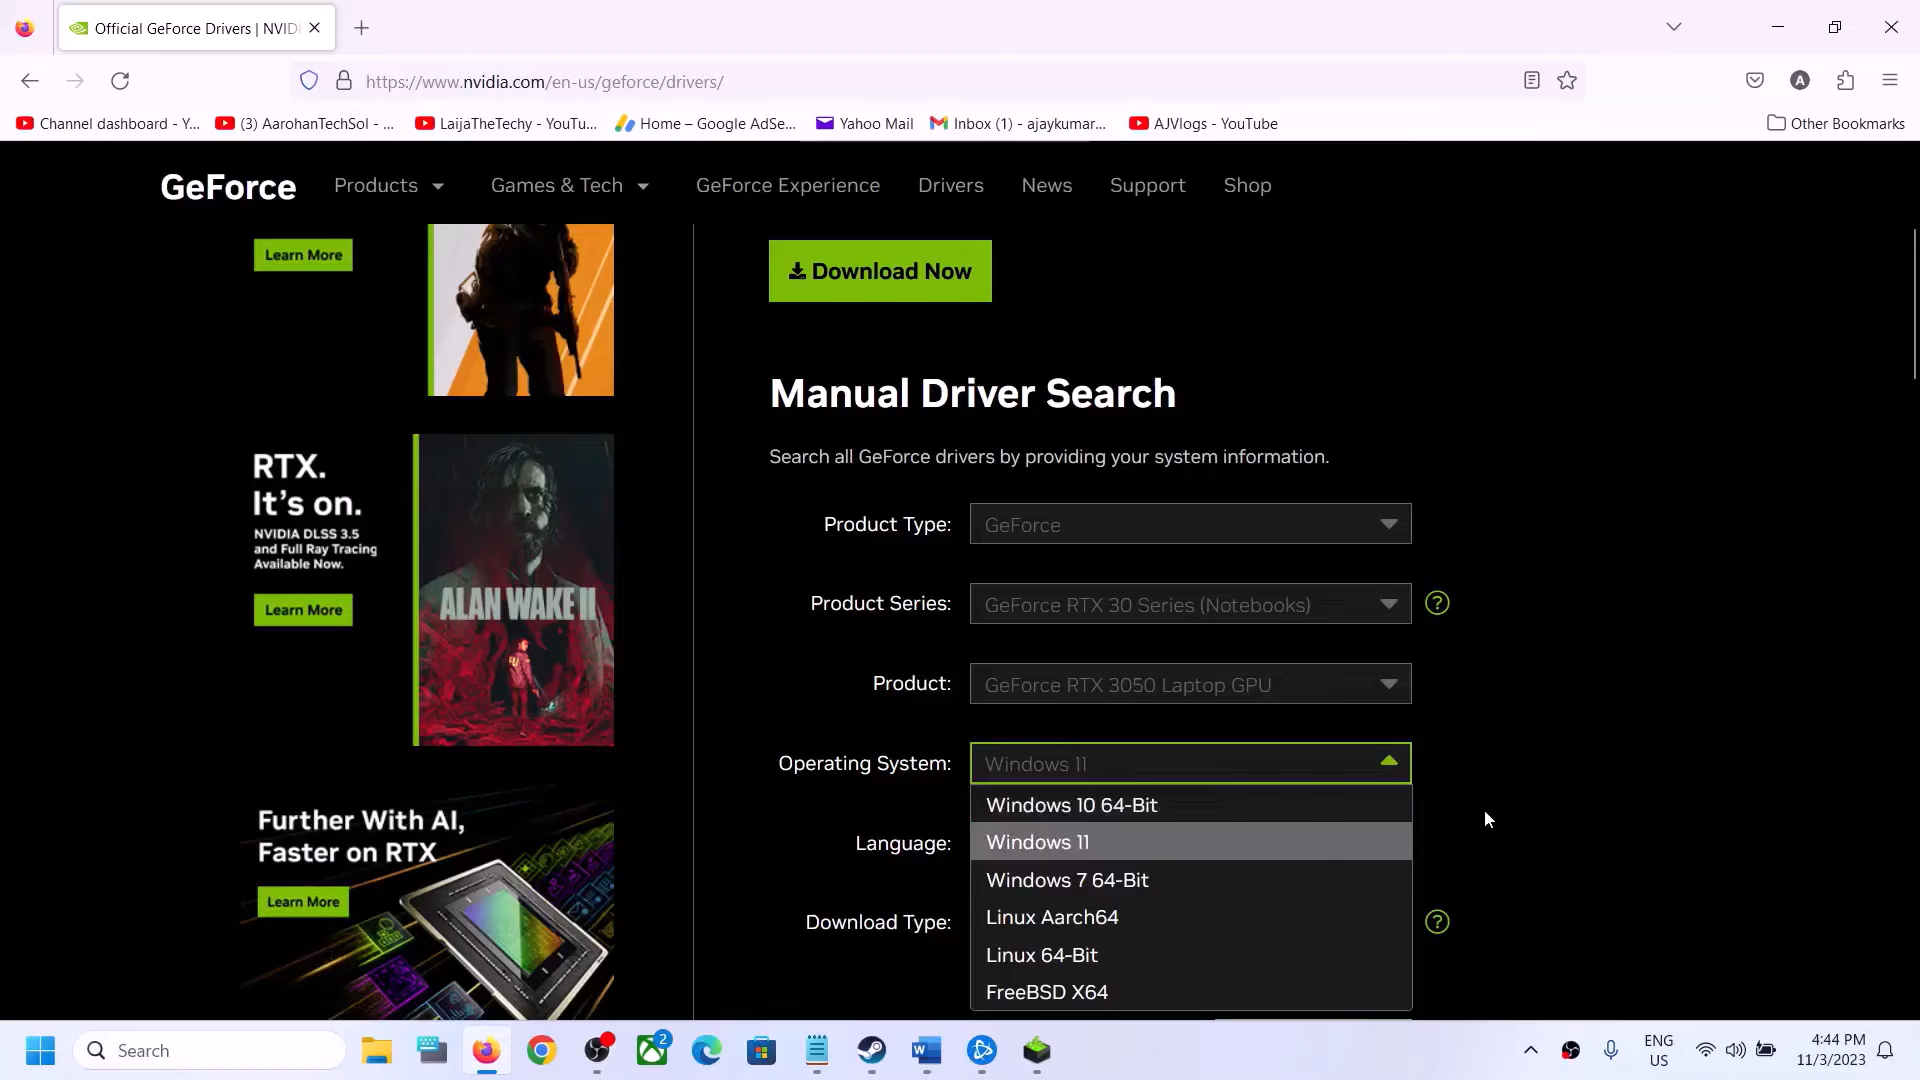 Official GeForce Drivers | NVIDI
https://www.nvidia.com/en-us/geforce/drivers/
A
Channel dashboard - Y...
(3) AarohanTechSol - ...
LaijaTheTechy - YouTu...
Home – Google AdSe...
Yahoo Mail
Inbox (1) - ajaykumar...
AJVlogs - YouTube
Other Bookmarks
GeForce
Products
Games & Tech
GeForce Experience
Drivers
News
Support
Shop
Learn More
Download Now
Manual Driver Search
Search all GeForce drivers by providing your system information.
RTX.
It's on.
NVIDIA DLSS 3.5
and Full Ray Tracing
Available Now.
Learn More
ALAN WAKE II
Product Type:
GeForce
Product Series:
GeForce RTX 30 Series (Notebooks)
?
Product:
GeForce RTX 3050 Laptop GPU
Operating System:
Windows 11
Windows 10 64-Bit
Windows 11
Windows 7 64-Bit
Linux Aarch64
Linux 64-Bit
FreeBSD X64
Language:
Download Type:
?
Further With AI,
Faster on RTX
Learn More
Search
2
W
ENG
US
4:44 PM
11/3/2023